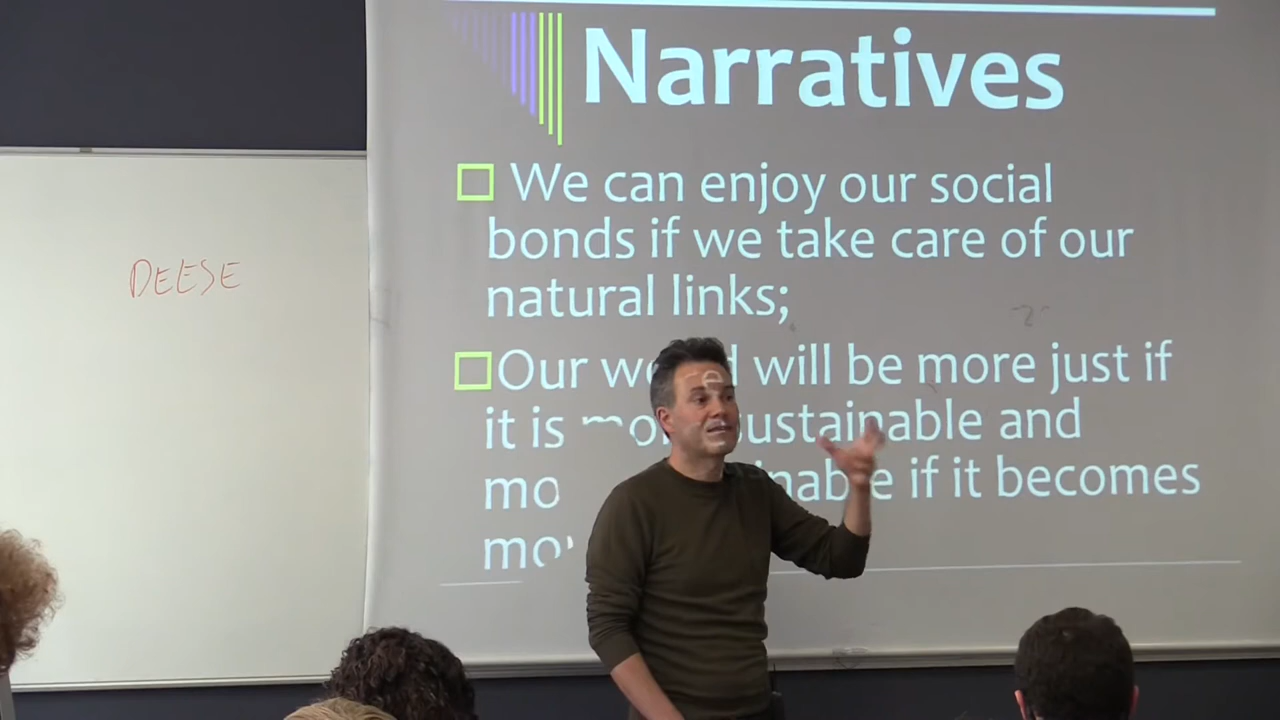 Narratives
We can enjoy our social
bonds if we take care of our
natural links;
Our will be more just if
it is sustainable and
if it becomes
DEESE